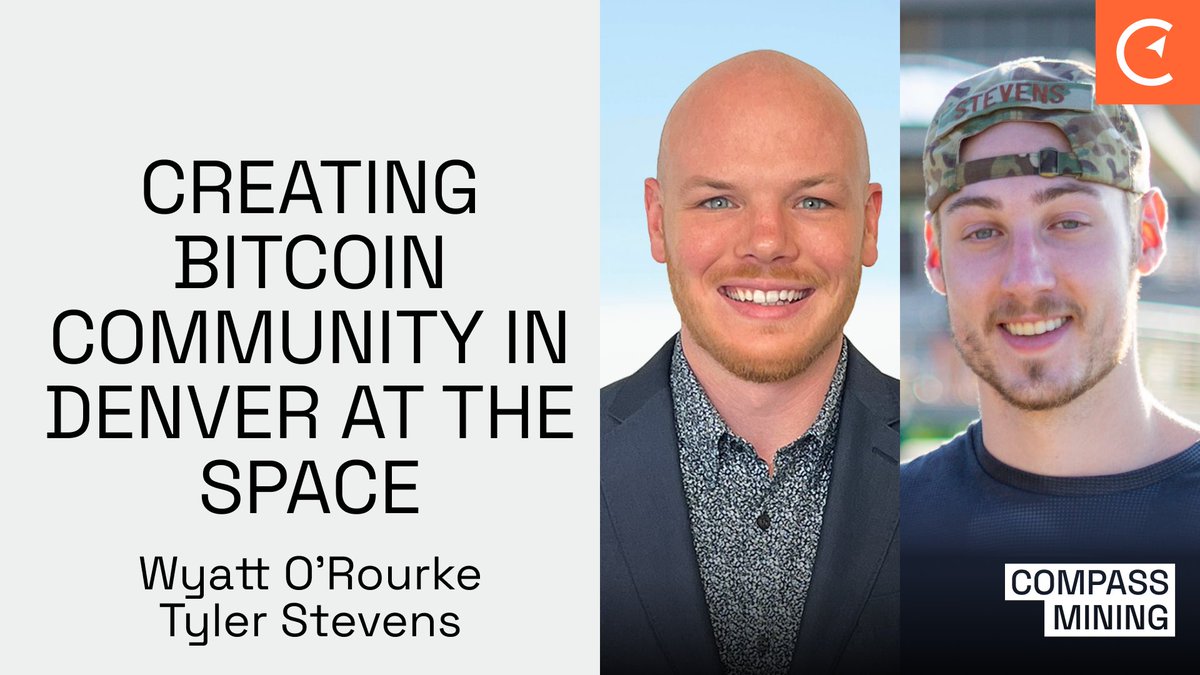 CREATING
BITCOIN
COMMUNITY IN
DENVER AT THE
SPACE
Wyatt O’Rourke
Tyler Stevens
STEVENS
COMPASS
MINING